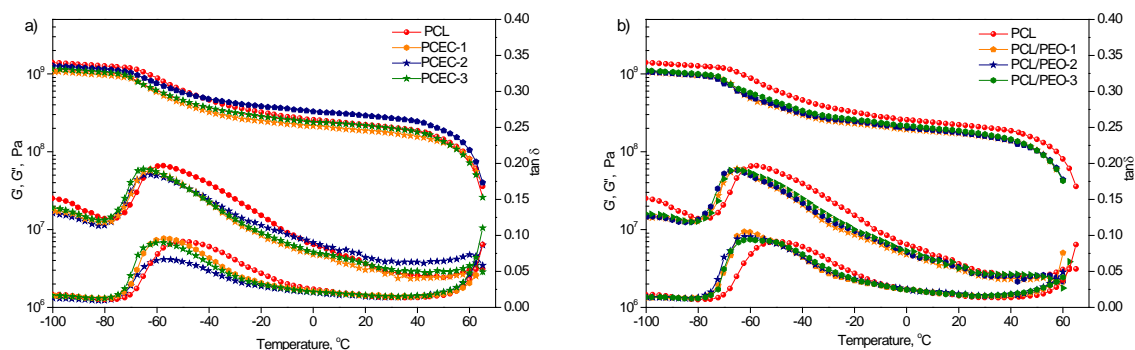 a)
PCL
PCEC-1
PCEC-2
PCEC-3
10⁹
10⁸
10⁷
10⁶
G', G'', Pa
0.40
0.35
0.30
0.25
0.20
0.15
0.10
0.05
0.00
tan δ
-100 -80 -60 -40 -20 0 20 40 60
Temperature, °C
b)
PCL
PCL/PEO-1
PCL/PEO-2
PCL/PEO-3
10⁹
10⁸
10⁷
10⁶
G', G'', Pa
0.40
0.35
0.30
0.25
0.20
0.15
0.10
0.05
0.00
tanδ
-100 -80 -60 -40 -20 0 20 40 60
Temperature, °C